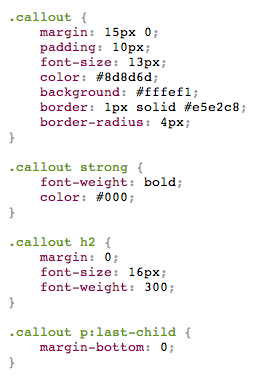 .callout {
    margin: 15px 0;
    padding: 10px;
    font-size: 13px;
    color: #8d8d6d;
    background: #fffef1;
    border: 1px solid #e5e2c8;
    border-radius: 4px;
}

.callout strong {
    font-weight: bold;
    color: #000;
}

.callout h2 {
    margin: 0;
    font-size: 16px;
    font-weight: 300;
}

.callout p:last-child {
    margin-bottom: 0;
}